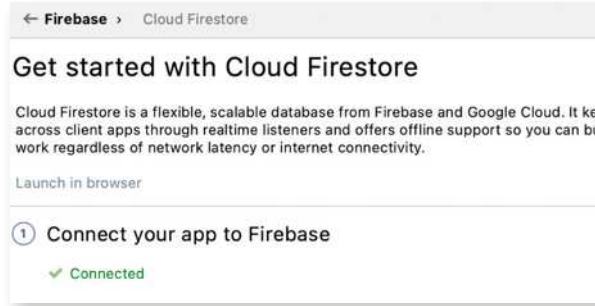 ← Firebase › Cloud Firestore
Get started with Cloud Firestore
Cloud Firestore is a flexible, scalable database from Firebase and Google Cloud. It
across client apps through realtime listeners and offers offline support so you can
work regardless of network latency or internet connectivity.
Launch in browser
1 Connect your app to Firebase
✔ Connected